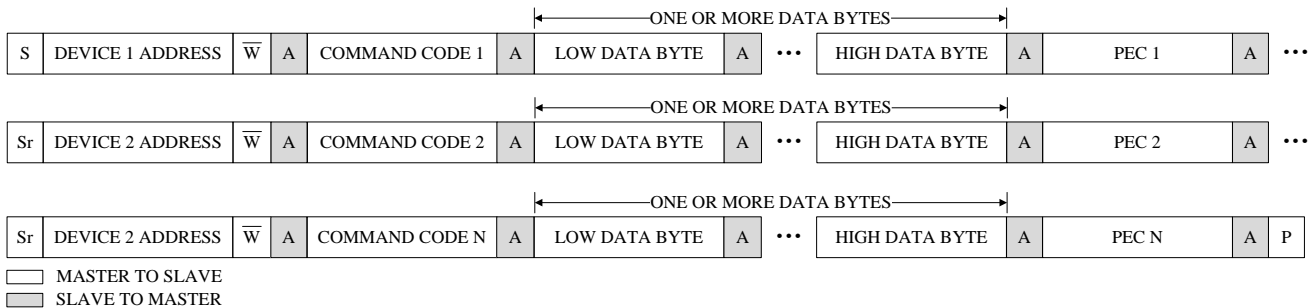 ONE OR MORE DATA BYTES
S DEVICE 1 ADDRESS W̅ A COMMAND CODE 1 A LOW DATA BYTE A ••• HIGH DATA BYTE A PEC 1 A •••
ONE OR MORE DATA BYTES
Sr DEVICE 2 ADDRESS W̅ A COMMAND CODE 2 A LOW DATA BYTE A ••• HIGH DATA BYTE A PEC 2 A •••
ONE OR MORE DATA BYTES
Sr DEVICE 2 ADDRESS W̅ A COMMAND CODE N A LOW DATA BYTE A ••• HIGH DATA BYTE A PEC N A P
MASTER TO SLAVE
SLAVE TO MASTER